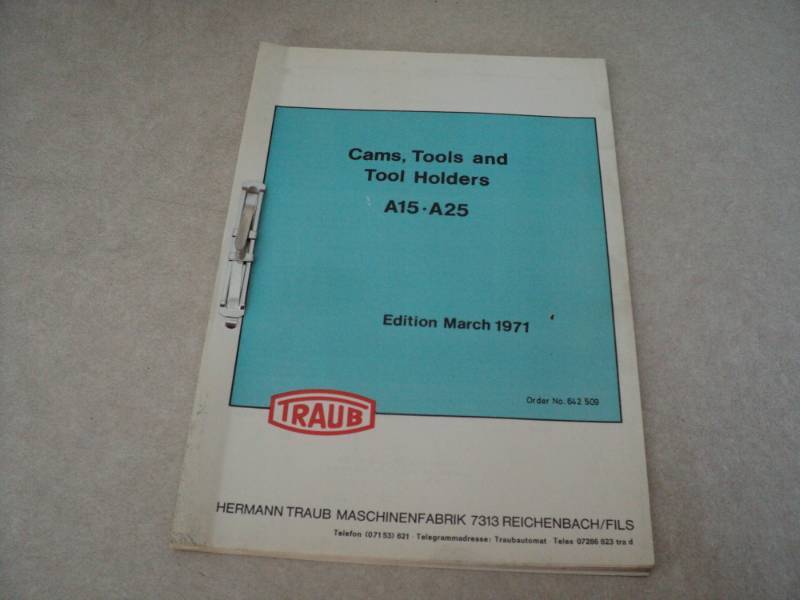 Cams, Tools and
Tool Holders
A15·A25
Edition March 1971
Order No. 642 509
TRAUB
HERMANN TRAUB MASCHINENFABRIK 7313 REICHENBACH/FILS
Telefon (07153) 621 · Telegrammadresse: Traubautomat · Telex 07266 823 tra d